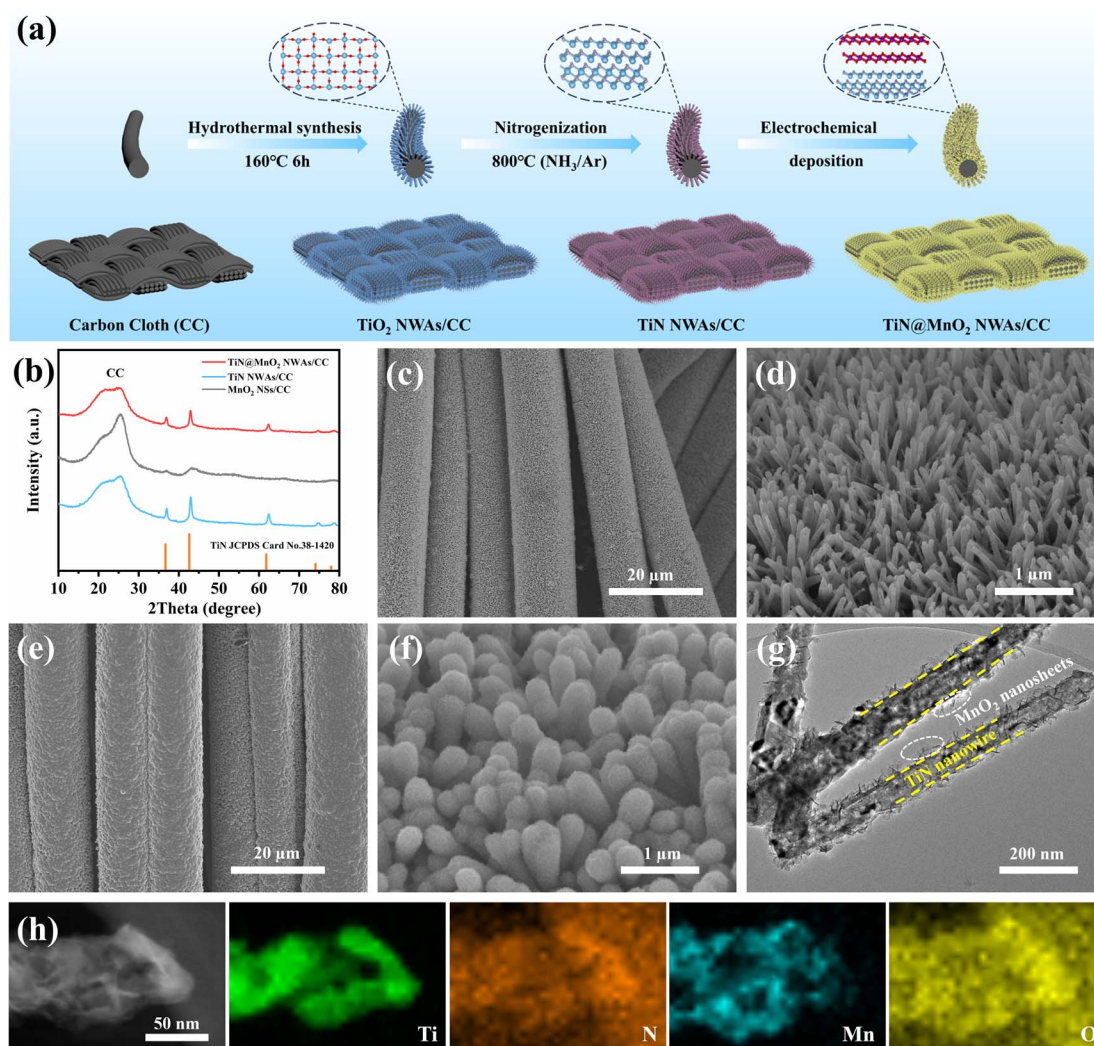 (a)
Hydrothermal synthesis
160℃ 6h
Nitrogenization
800℃ (NH₃/Ar)
Electrochemical
deposition
Carbon Cloth (CC)
TiO₂ NWAs/CC
TiN NWAs/CC
TiN@MnO₂ NWAs/CC
(b)
CC
TiN@MnO₂ NWAs/CC
TiN NWAs/CC
MnO₂ NSs/CC
Intensity (a.u.)
TiN JCPDS Card No.38-1420
10 20 30 40 50 60 70 80
2Theta (degree)
(c)
20 μm
(d)
1 μm
(e)
20 μm
(f)
1 μm
(g)
MnO₂ nanosheets
TiN nanowire
200 nm
(h)
50 nm
Ti
N
Mn
O